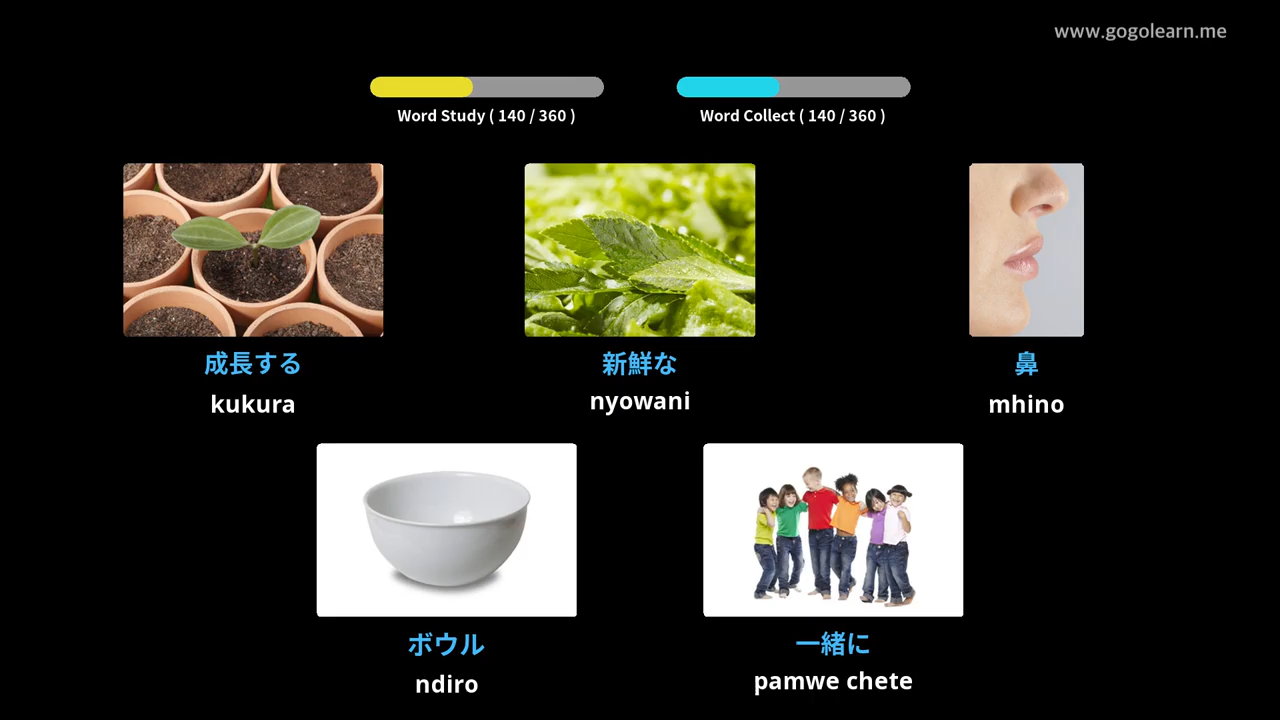 www.gogolearn.me
Word Study ( 140 / 360 )
Word Collect ( 140 / 360 )
成長する
kukura
新鮮な
nyowani
鼻
mhino
ボウル
ndiro
一緒に
pamwe chete